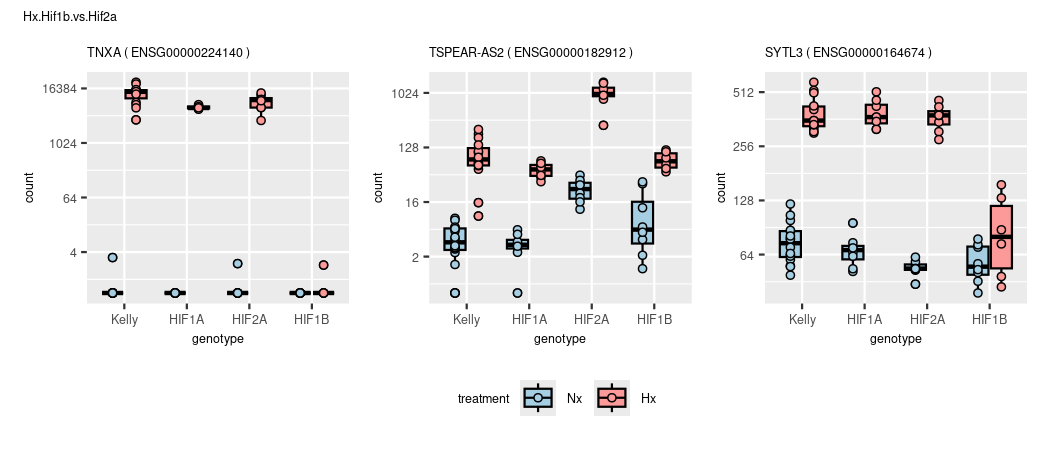 Hx.Hif1b.vs.Hif2a
TNXA ( ENSG00000224140 )
TSPEAR-AS2 ( ENSG00000182912 )
SYTL3 ( ENSG00000164674 )
count
16384
1024
64
4
Kelly HIF1A HIF2A HIF1B
genotype
count
1024
128
16
2
Kelly HIF1A HIF2A HIF1B
genotype
count
512
256
128
64
Kelly HIF1A HIF2A HIF1B
genotype
treatment Nx Hx